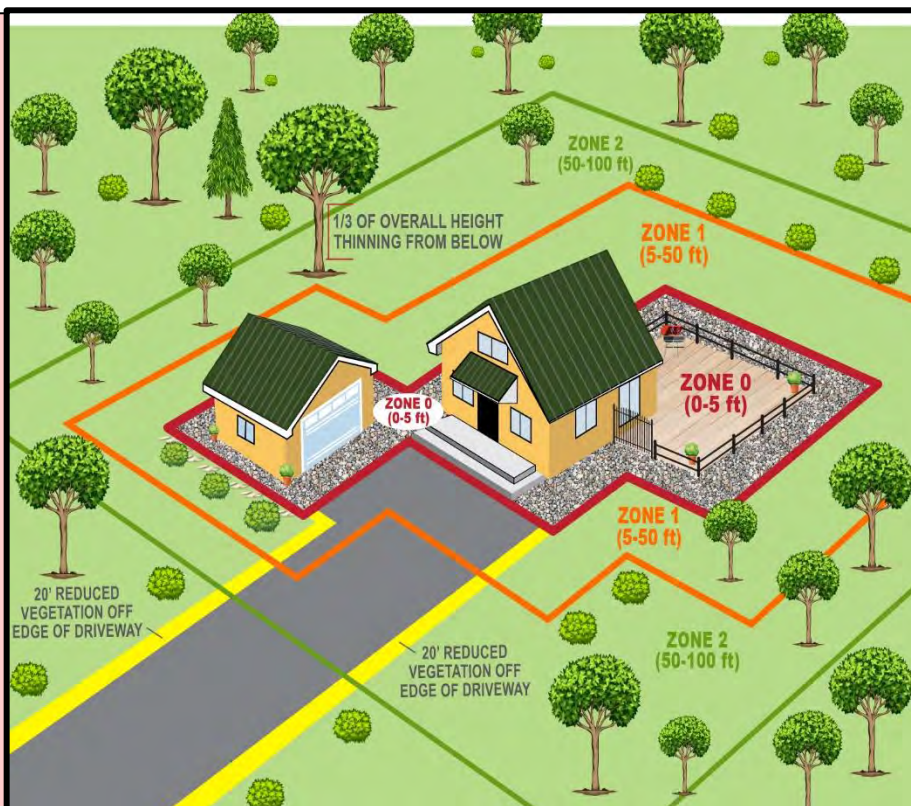 ZONE 2
(50-100 ft)
1/3 OF OVERALL HEIGHT
THINNING FROM BELOW
ZONE 1
(5-50 ft)
ZONE 0
(0-5 ft)
ZONE 0
(0-5 ft)
ZONE 1
(5-50 ft)
20' REDUCED
VEGETATION OFF
EDGE OF DRIVEWAY
ZONE 2
(50-100 ft)
20' REDUCED
VEGETATION OFF
EDGE OF DRIVEWAY